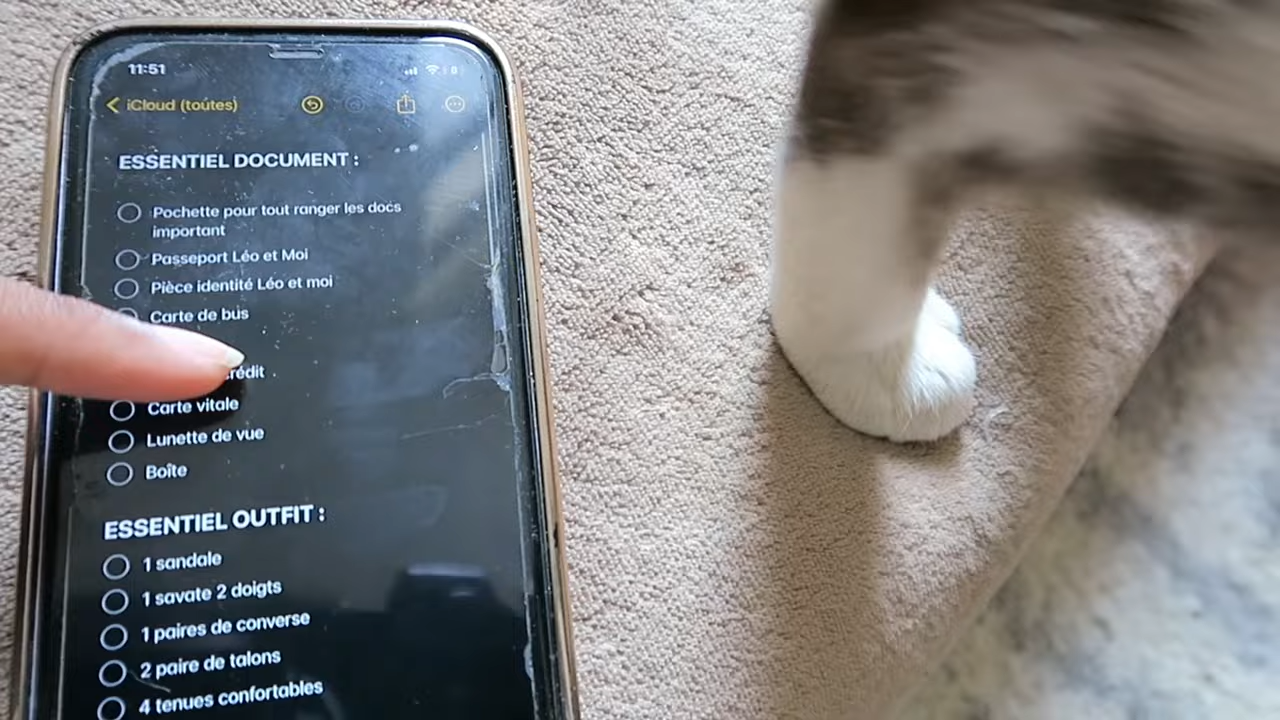 11:51
iCloud (toutes)
ESSENTIEL DOCUMENT :
Pochette pour tout ranger les docs
important
Passeport Léo et Moi
Pièce identité Léo et moi
Carte de bus
Carte vitale
Lunette de vue
Boîte
ESSENTIEL OUTFIT :
1 sandale
1 savate 2 doigts
1 paires de converse
2 paire de talons
4 tenues confortables